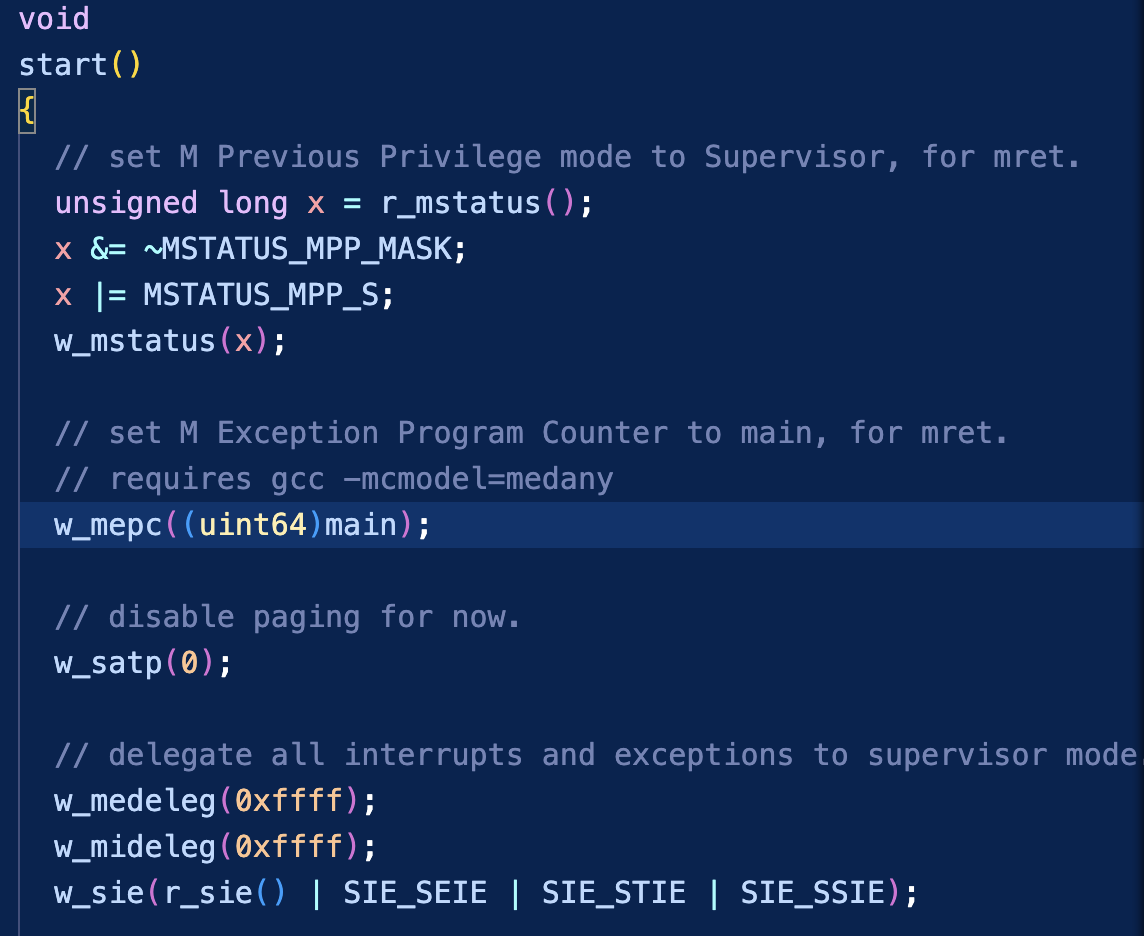 void
start()
{
// set M Previous Privilege mode to Supervisor, for mret.
unsigned long x = r_mstatus();
x &= ~MSTATUS_MPP_MASK;
x |= MSTATUS_MPP_S;
w_mstatus(x);
// set M Exception Program Counter to main, for mret.
// requires gcc -mcmodel=medany
w_mepc((uint64)main);
// disable paging for now.
w_satp(0);
// delegate all interrupts and exceptions to supervisor mode.
w_medeleg(0xffff);
w_mideleg(0xffff);
w_sie(r_sie() | SIE_SEIE | SIE_STIE | SIE_SSIE);